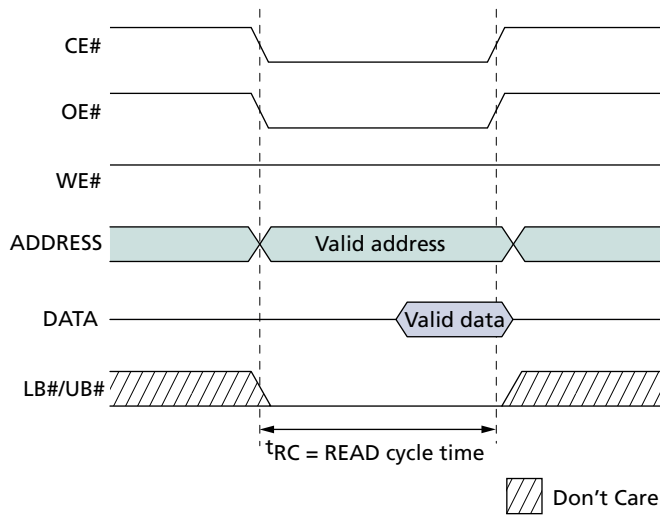 CE#
OE#
WE#
ADDRESS
Valid address
DATA
Valid data
LB#/UB#
tRC = READ cycle time
Don't Care